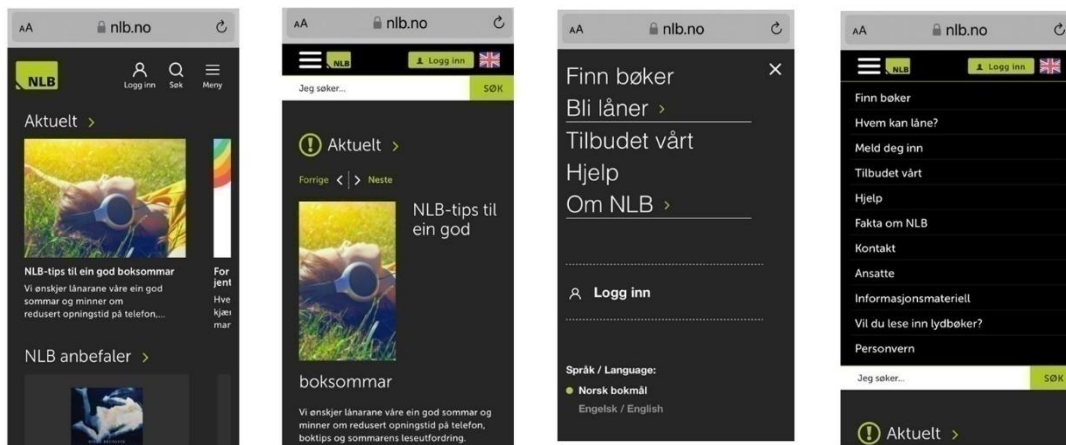 AA nlb.no
NLB
Logg inn Søk Meny
Aktuelt >
NLB-tips til ein god boksommar
Vi ønskjer lånarane våre ein god
sommar og minner om
redusert opningstid på telefon,...
For
jent
Hve
kjær
mar
NLB anbefaler >
AA nlb.no
NLB Logg inn
Jeg søker... SØK
Aktuelt >
Forrige < | > Neste
NLB-tips til
ein god
boksommar
Vi ønskjer lånarane våre ein god sommar og
minner om redusert opningstid på telefon,
boktips og sommarens leseutfordring.
AA nlb.no
Finn bøker
Bli låner >
Tilbudet vårt
Hjelp
Om NLB >
Logg inn
Språk / Language:
Norsk bokmål
Engelsk / English
AA nlb.no
NLB Logg inn
Finn bøker
Hvem kan låne?
Meld deg inn
Tilbudet vårt
Hjelp
Fakta om NLB
Kontakt
Ansatte
Informasjonsmateriell
Vil du lese inn lydbøker?
Personvern
Jeg søker... SØK
Aktuelt >